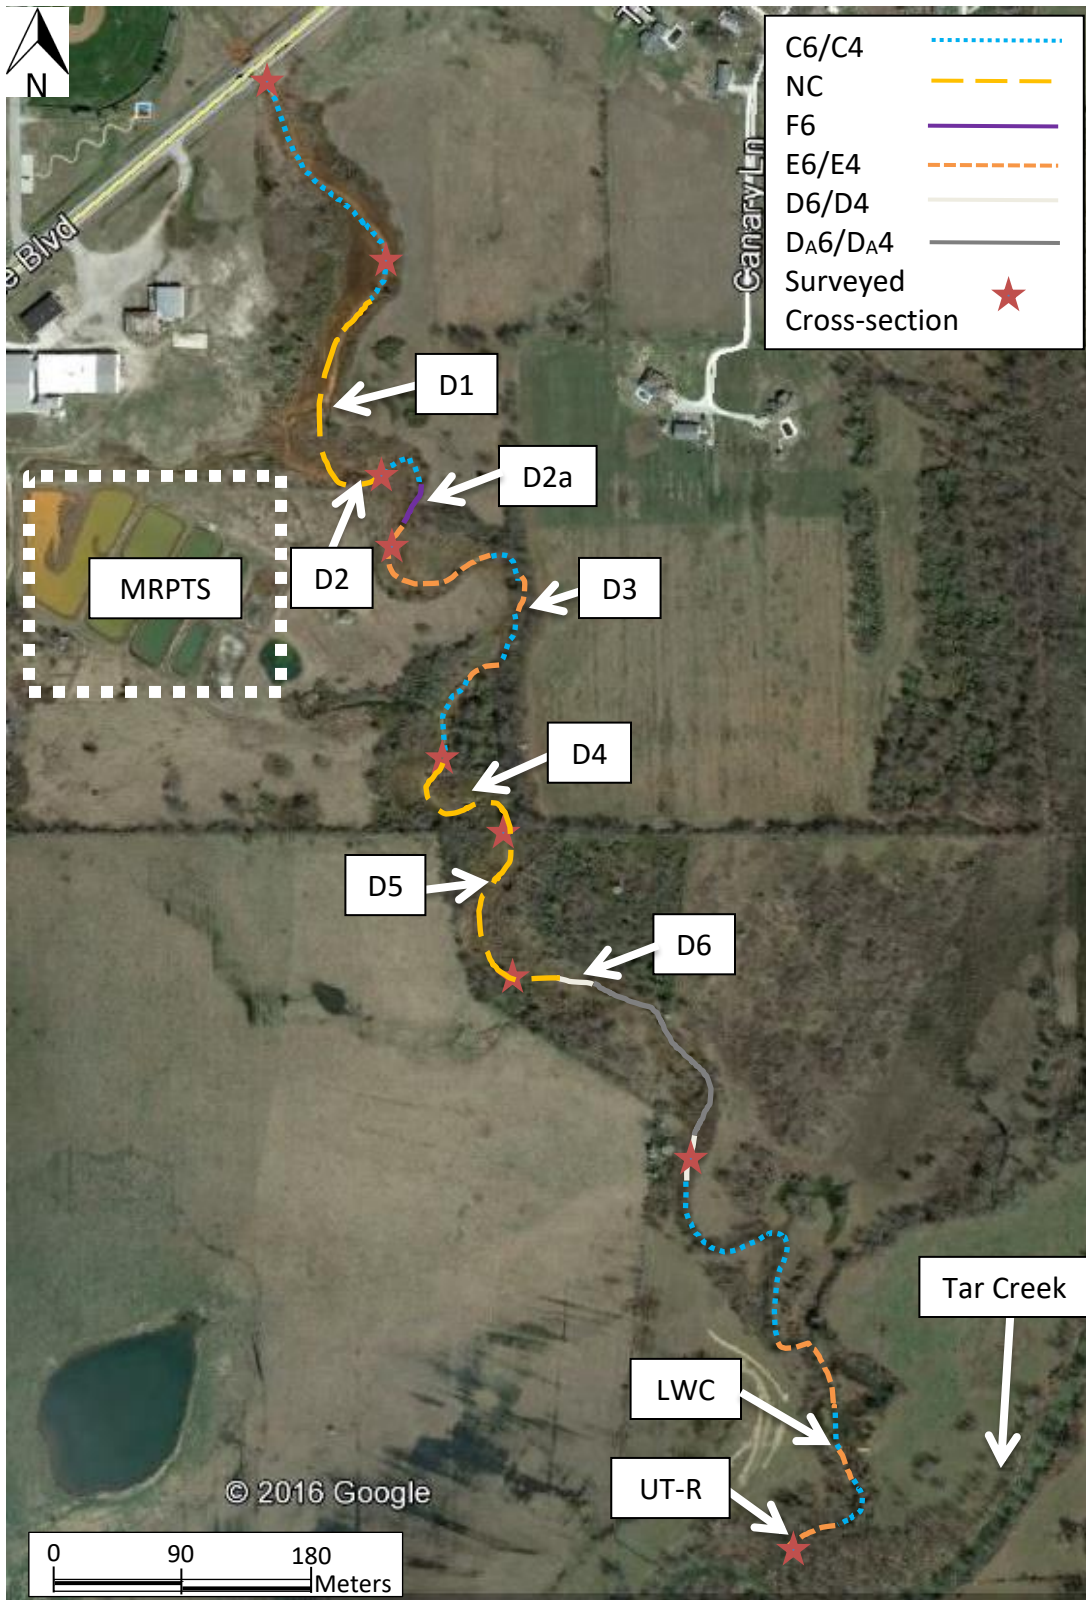 N
C6/C4
NC
F6
E6/E4
D6/D4
DA6/DA4
Surveyed
Cross-section
e Blvd
Canary Ln
D1
D2a
D2
MRPTS
D3
D4
D5
D6
Tar Creek
LWC
UT-R
© 2016 Google
0 90 180
Meters